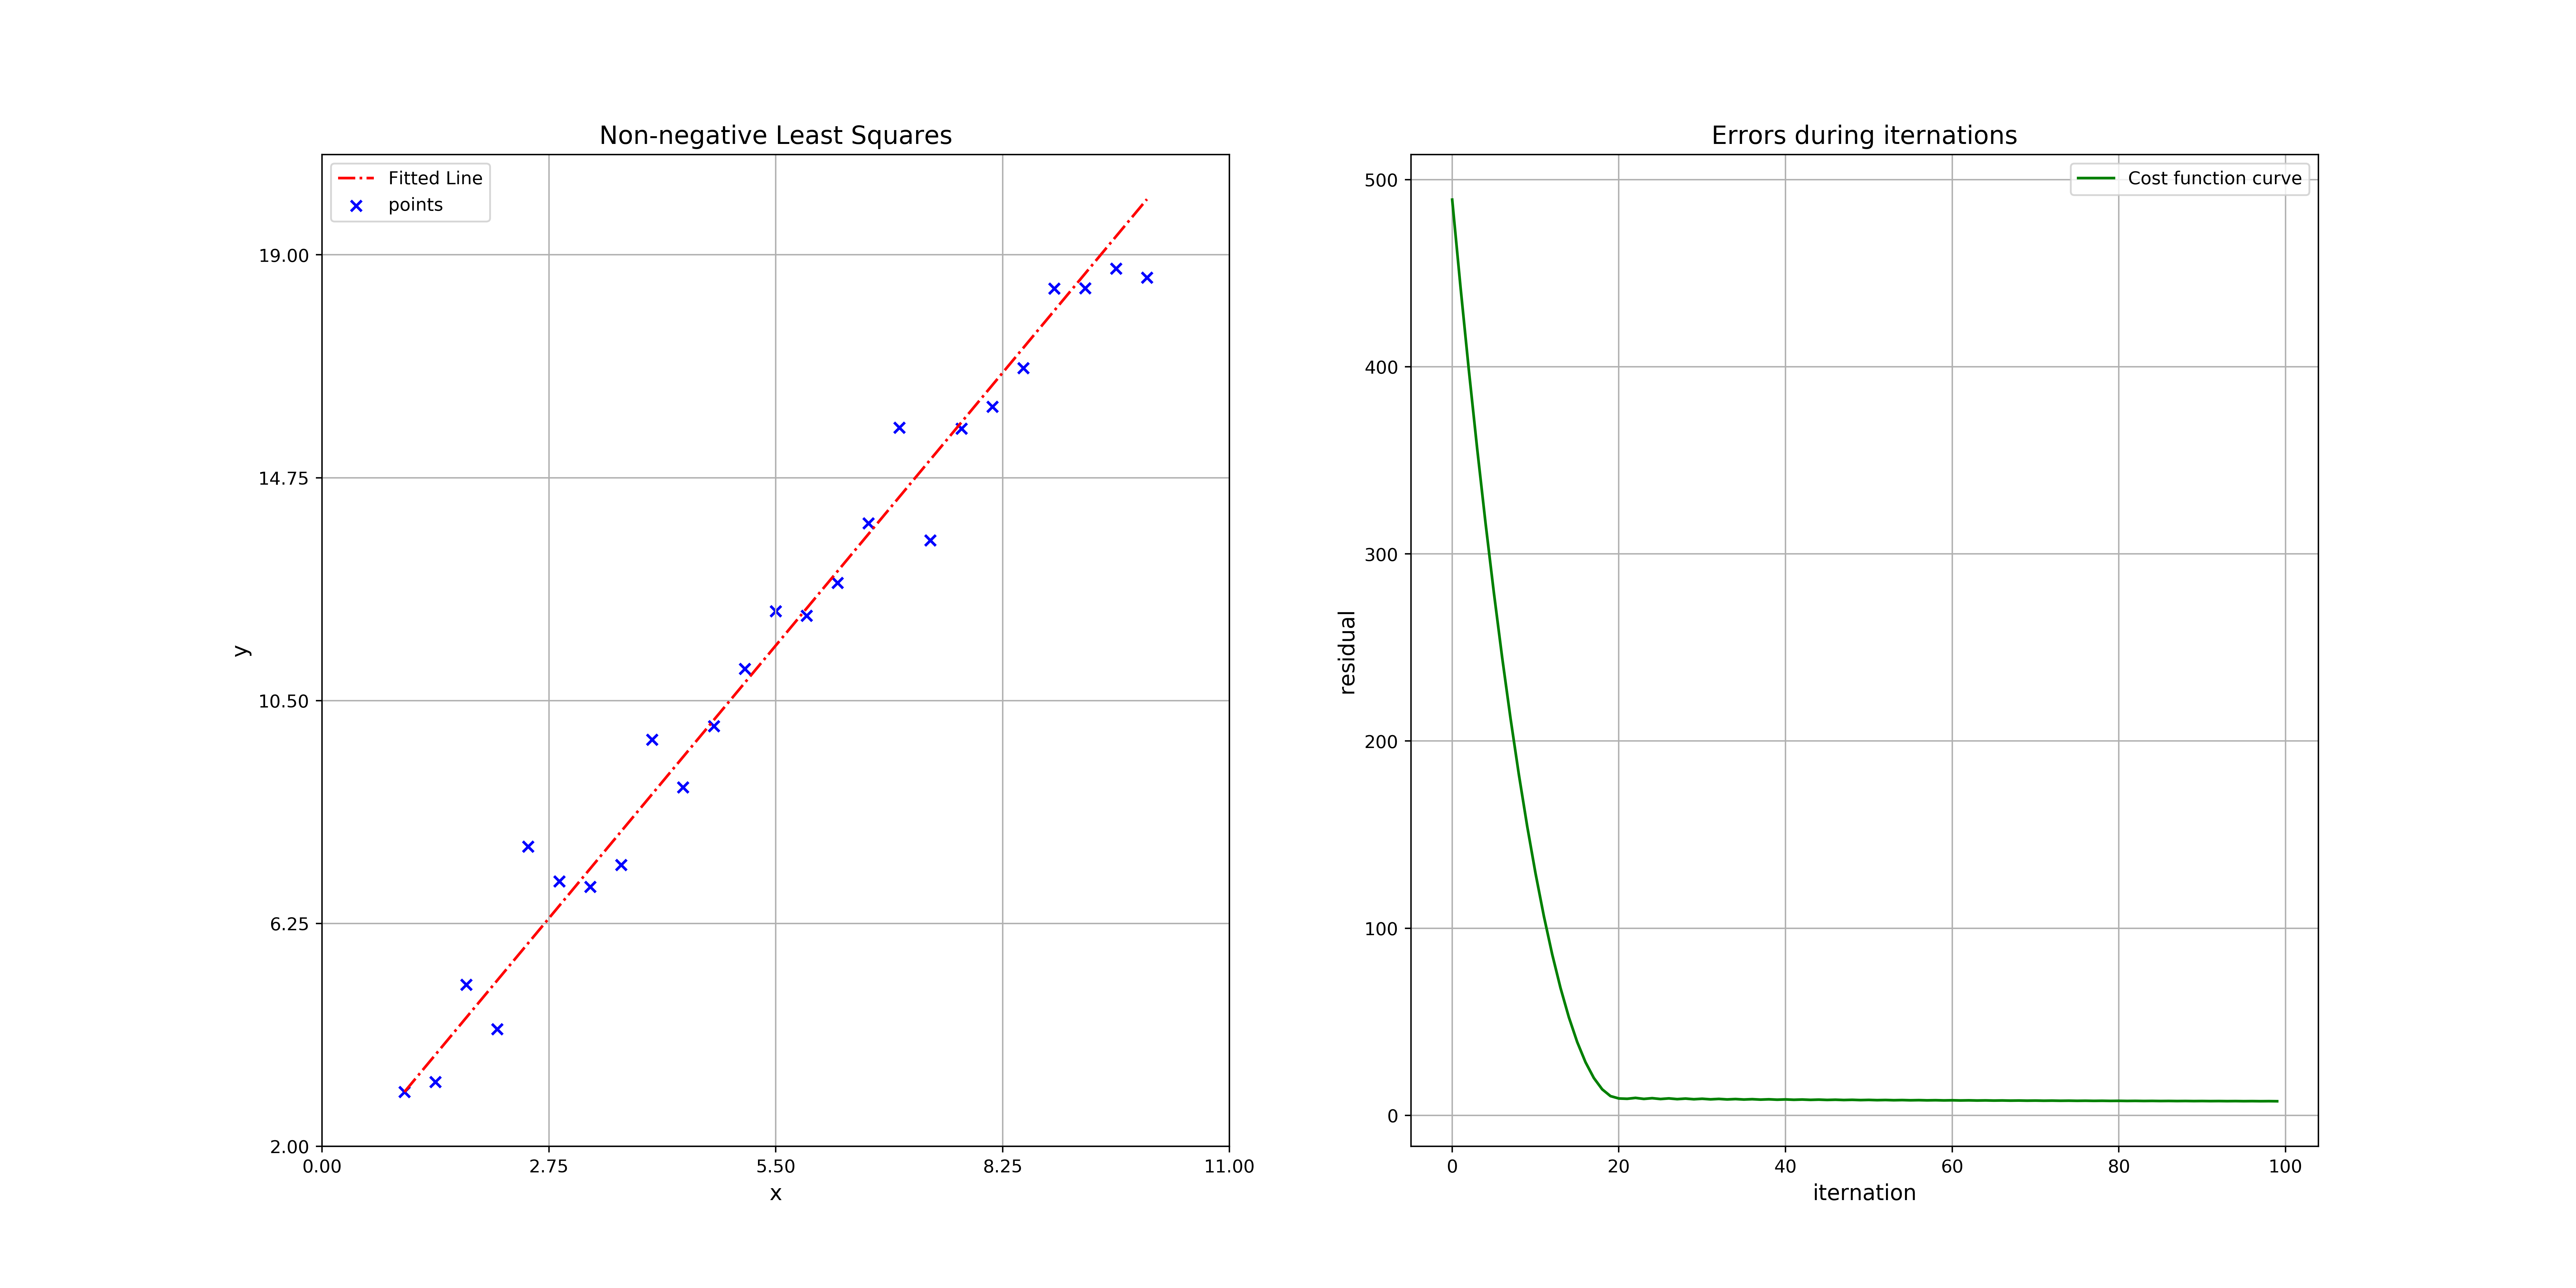 Non-negative Least Squares
Fitted Line
points
19.00
14.75
10.50
6.25
2.00
y
0.00 2.75 5.50 8.25 11.00
x
Errors during iternations
Cost function curve
500
400
300
200
100
0
residual
0 20 40 60 80 100
iternation